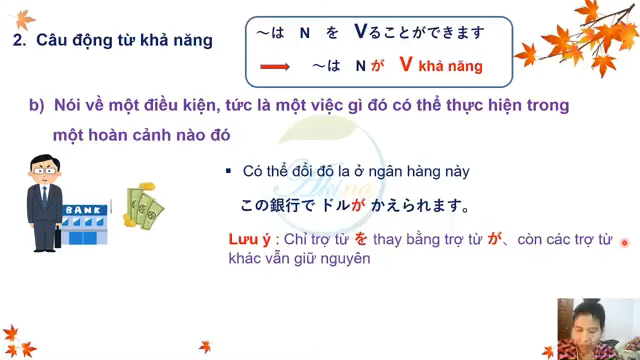 2. Câu động từ khả năng
～は N を Vることができます
～は N が V khả năng
b) Nói về một điều kiện, tức là một việc gì đó có thể thực hiện trong
một hoàn cảnh nào đó
BANK
▪ Có thể đổi đô la ở ngân hàng này
この銀行で ドルが かえられます。
Lưu ý : Chỉ trợ từ を thay bằng trợ từ が、còn các trợ từ
khác vẫn giữ nguyên